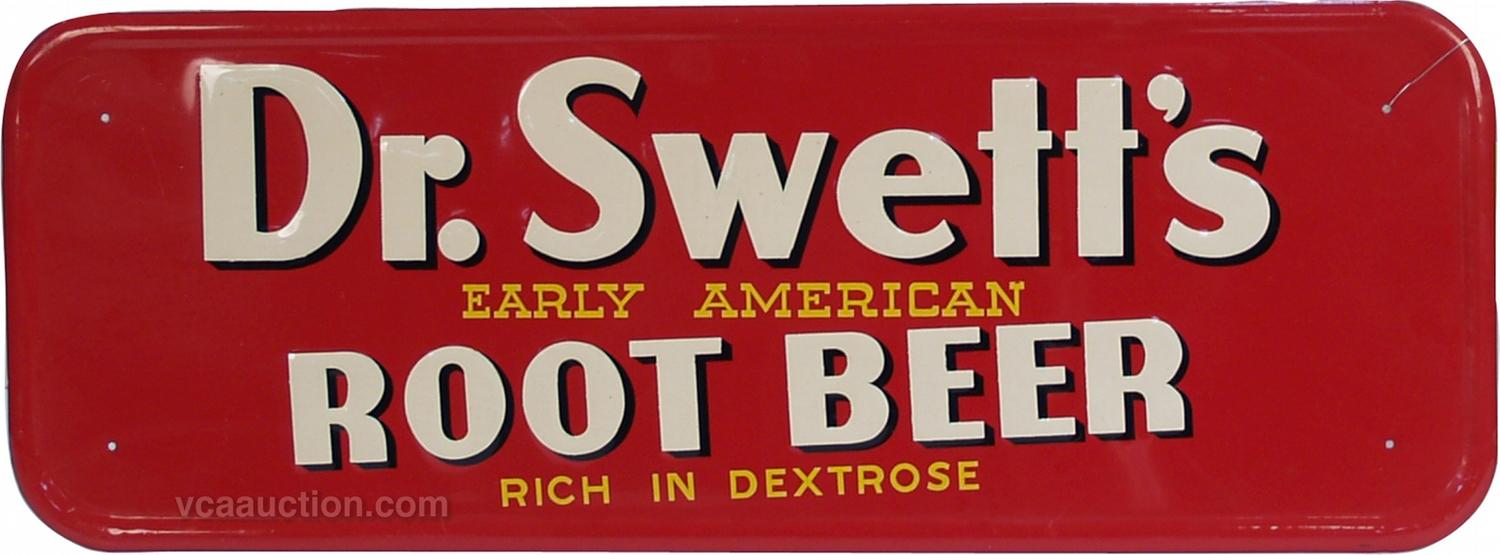 Dr. Swett's
EARLY AMERICAN
ROOT BEER
RICH IN DEXTROSE
vcaauction.com